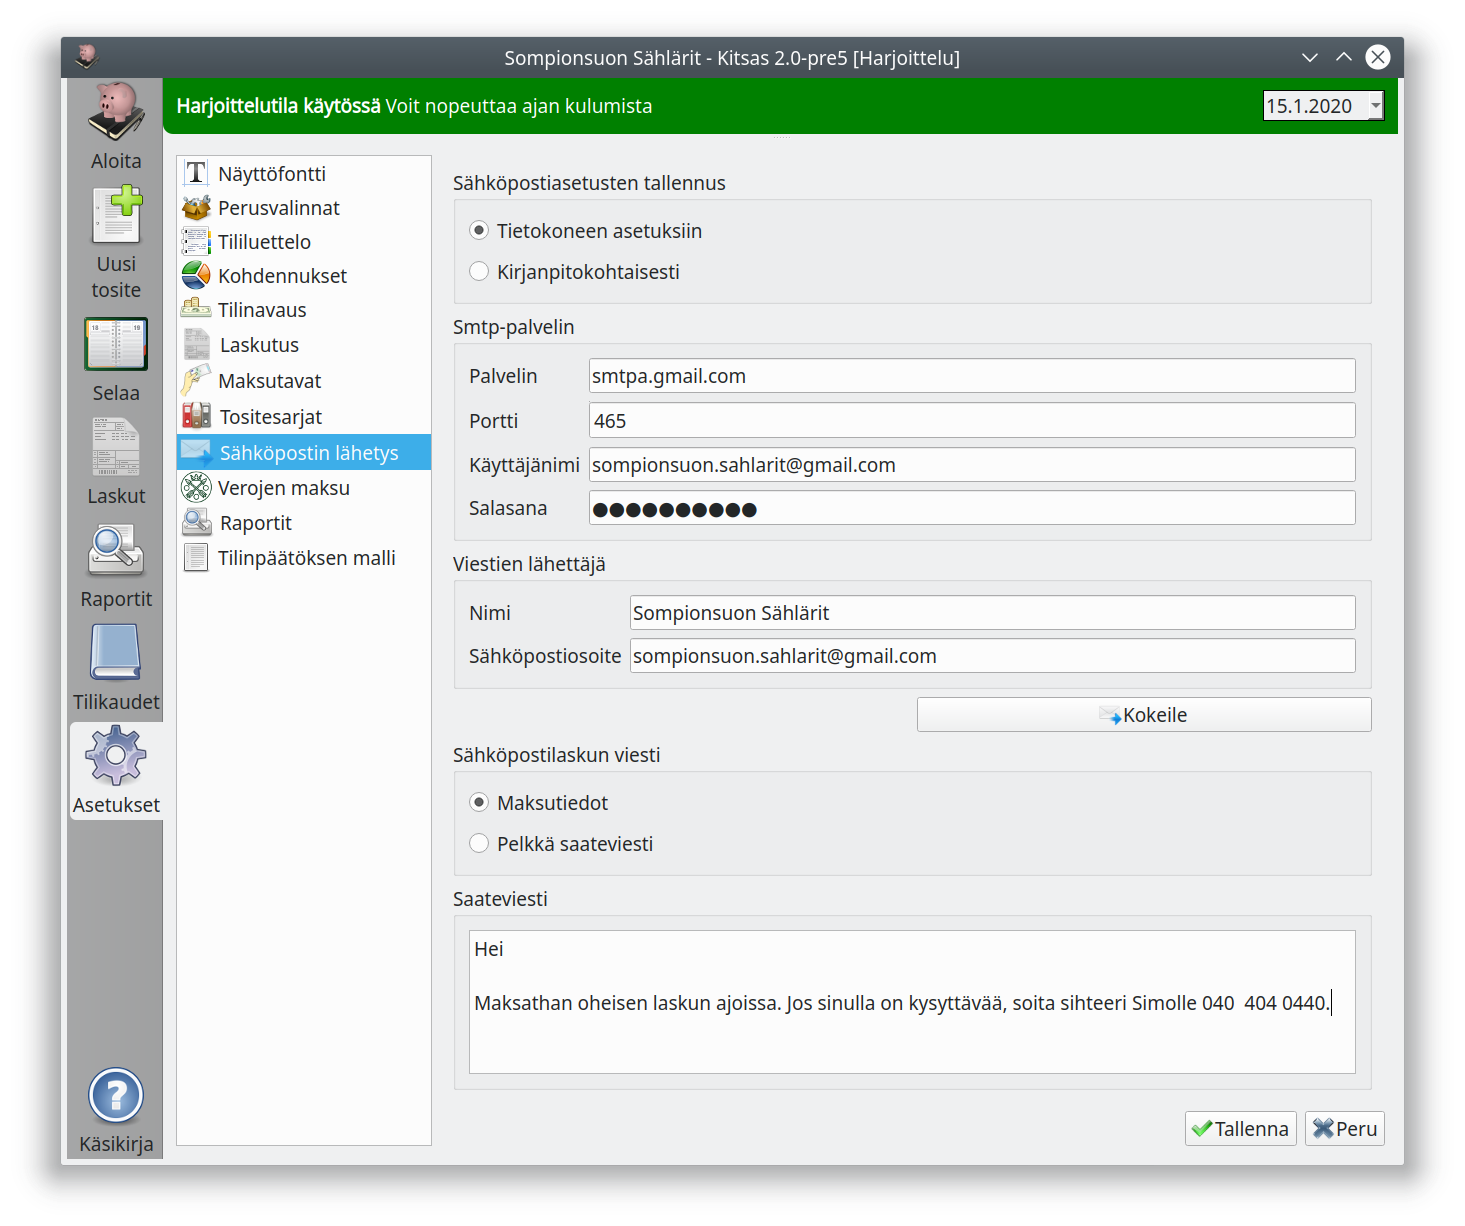 Sompionsuon Sählärit - Kitsas 2.0-pre5 [Harjoittelu]
Harjoittelutila käytössä Voit nopeuttaa ajan kulumista
15.1.2020
Aloita
Uusi
tosite
18 19
Selaa
Laskut
Raportit
Tilikaudet
Asetukset
?
Käsikirja
T Näyttöfontti
Perusvalinnat
Tililuettelo
Kohdennukset
Tilinavaus
Laskutus
Maksutavat
Tositesarjat
Sähköpostin lähetys
Verojen maksu
Raportit
Tilinpäätöksen malli
Sähköpostiasetusten tallennus
Tietokoneen asetuksiin
Kirjanpitokohtaisesti
Smtp-palvelin
Palvelin smtpa.gmail.com
Portti 465
Käyttäjänimi sompionsuon.sahlarit@gmail.com
Salasana ●●●●●●●●●●
Viestien lähettäjä
Nimi Sompionsuon Sählärit
Sähköpostiosoite sompionsuon.sahlarit@gmail.com
Kokeile
Sähköpostilaskun viesti
Maksutiedot
Pelkkä saateviesti
Saateviesti
Hei
Maksathan oheisen laskun ajoissa. Jos sinulla on kysyttävää, soita sihteeri Simolle 040  404 0440.
Tallenna
Peru